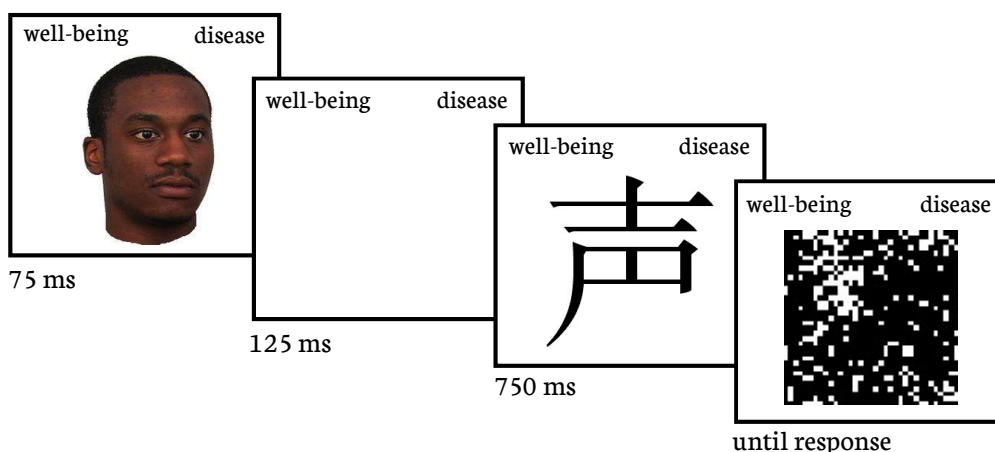 well-being disease
75 ms
well-being disease
125 ms
well-being disease
声
750 ms
well-being disease
until response